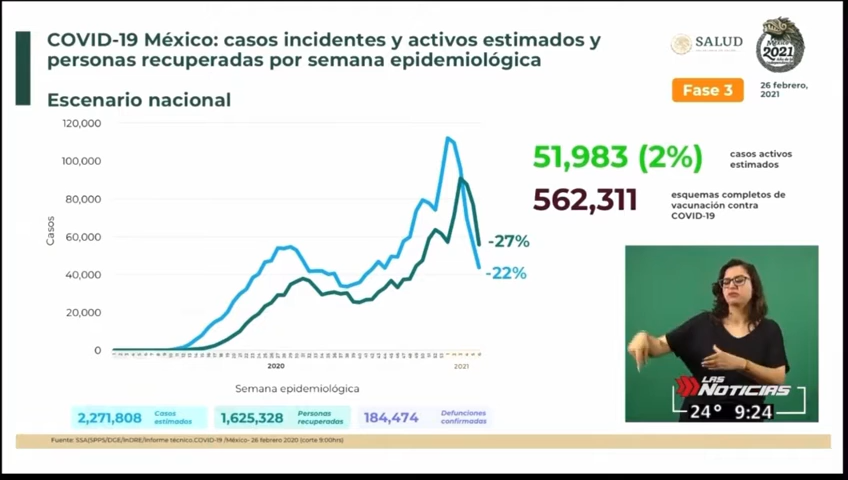 COVID-19 México: casos incidentes y activos estimados y
personas recuperadas por semana epidemiológica
SALUD
México
2021
Fase 3
26 febrero,
2021
Escenario nacional
120,000
100,000
80,000
60,000
40,000
20,000
0
Casos
-27%
-22%
2020
2021
Semana epidemiológica
51,983 (2%)
casos activos
estimados
562,311
esquemas completos de
vacunación contra
COVID-19
2,271,808
Casos
estimados
1,625,328
Personas
recuperadas
184,474
Defunciones
confirmadas
Fuente: SSA(SPPS/DGE/InDRE/Informe técnico.COVID-19 /México- 26 febrero 2020 (corte 9:00hrs)
LAS
NOTICIAS
24° 9:24